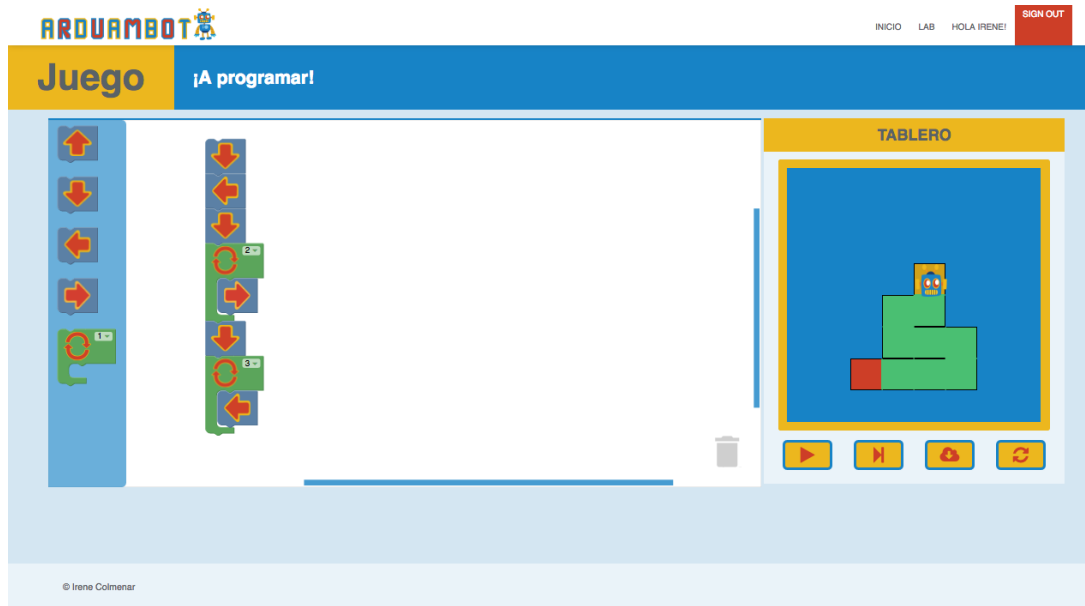 ARDUAMBOT
INICIO LAB HOLA IRENE! SIGN OUT
Juego ¡A programar!
TABLERO
2
1
3
© Irene Colmenar